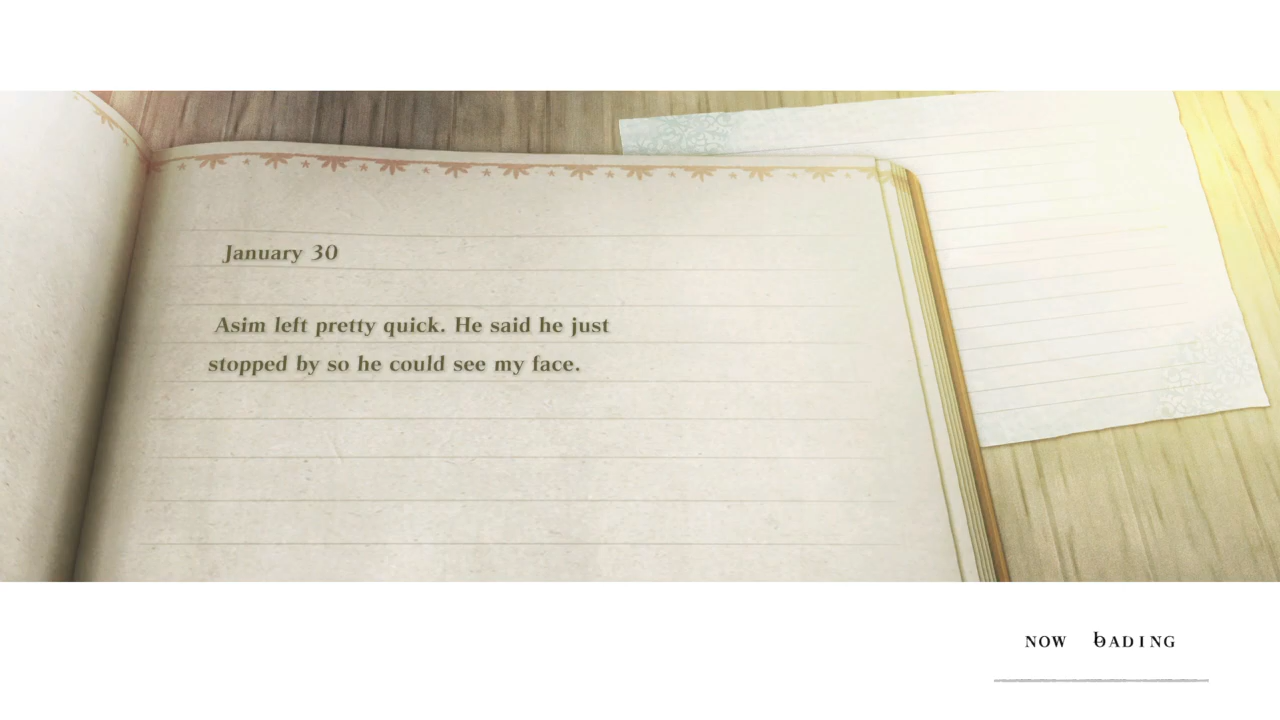 January 30
Asim left pretty quick. He said he just
stopped by so he could see my face.
NOW LOADING